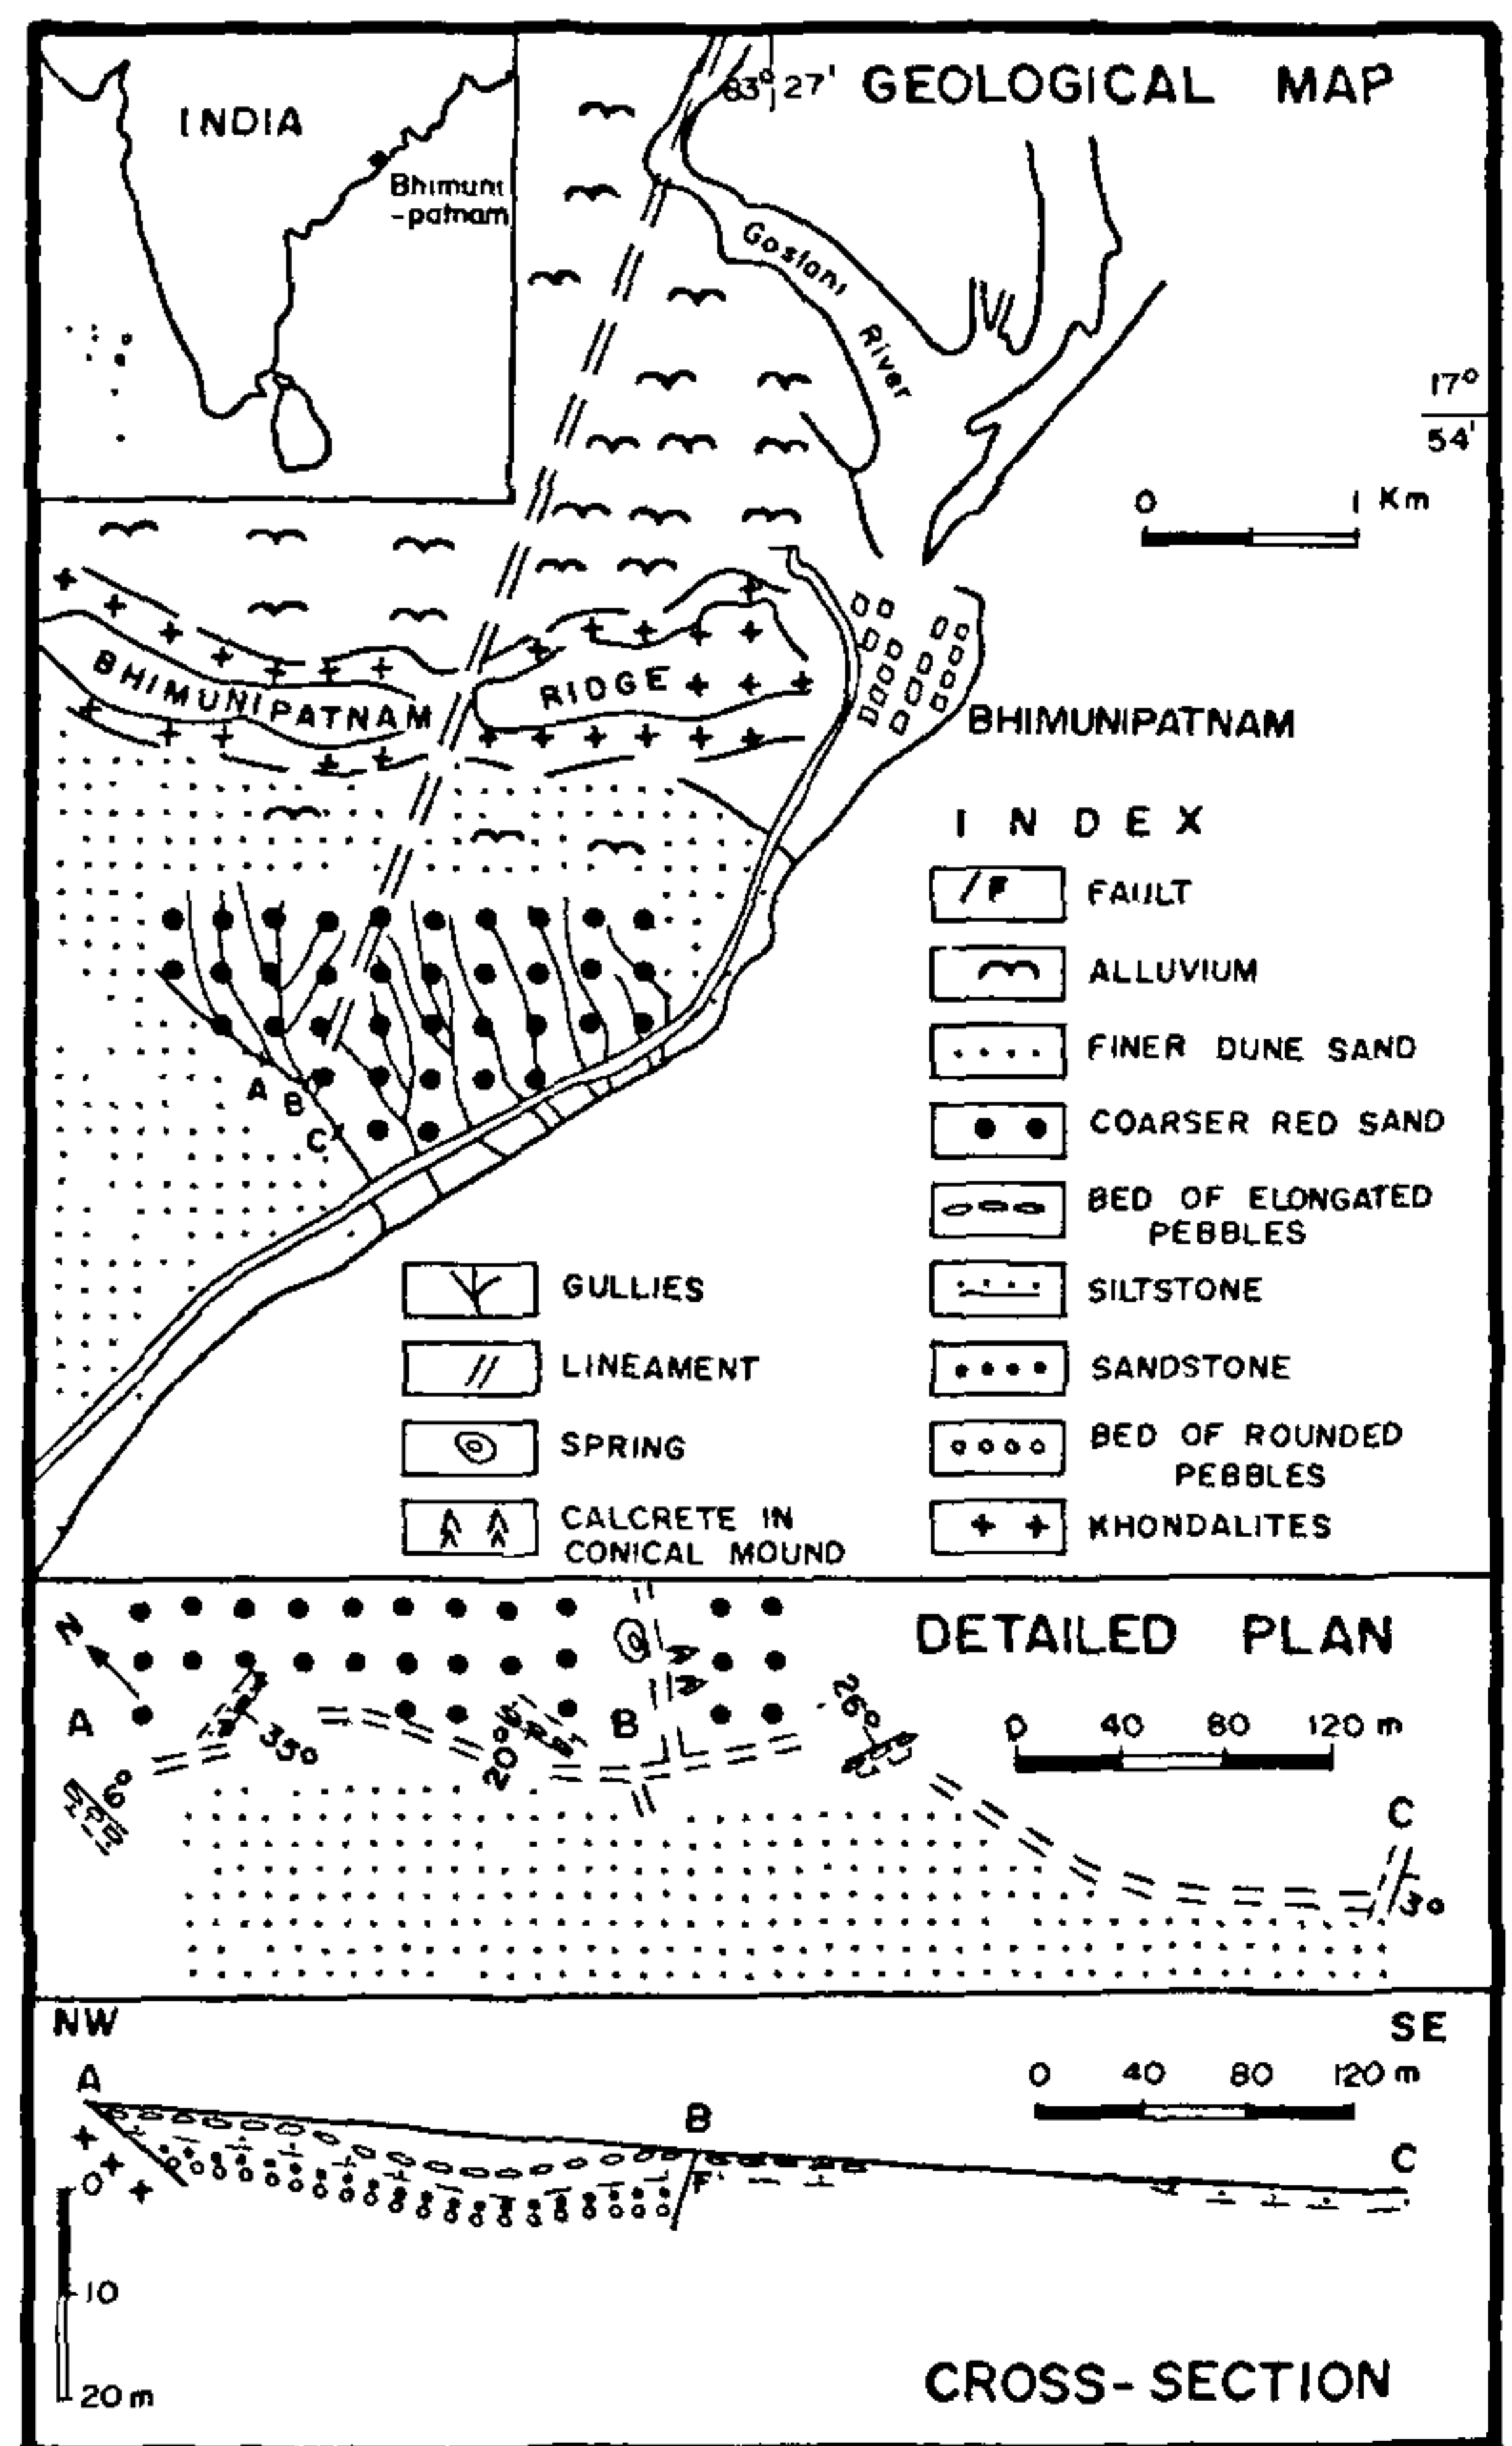 GEOLOGICAL MAP
INDIA
Bhimuni
-patnam
83° 27'
Gostani
River
17°
54'
0 1 Km
BHIMUNIPATNAM RIDGE
BHIMUNIPATNAM
A
B
C
INDEX
/F FAULT
ALLUVIUM
FINER DUNE SAND
COARSER RED SAND
BED OF ELONGATED
PEBBLES
SILTSTONE
SANDSTONE
BED OF ROUNDED
PEBBLES
KHONDALITES
GULLIES
LINEAMENT
SPRING
CALCRETE IN
CONICAL MOUND
DETAILED PLAN
N
A
B
C
6°
35°
20°
26°
3°
0 40 80 120 m
NW
SE
0 40 80 120 m
A
B
C
F
0
10
20 m
CROSS-SECTION